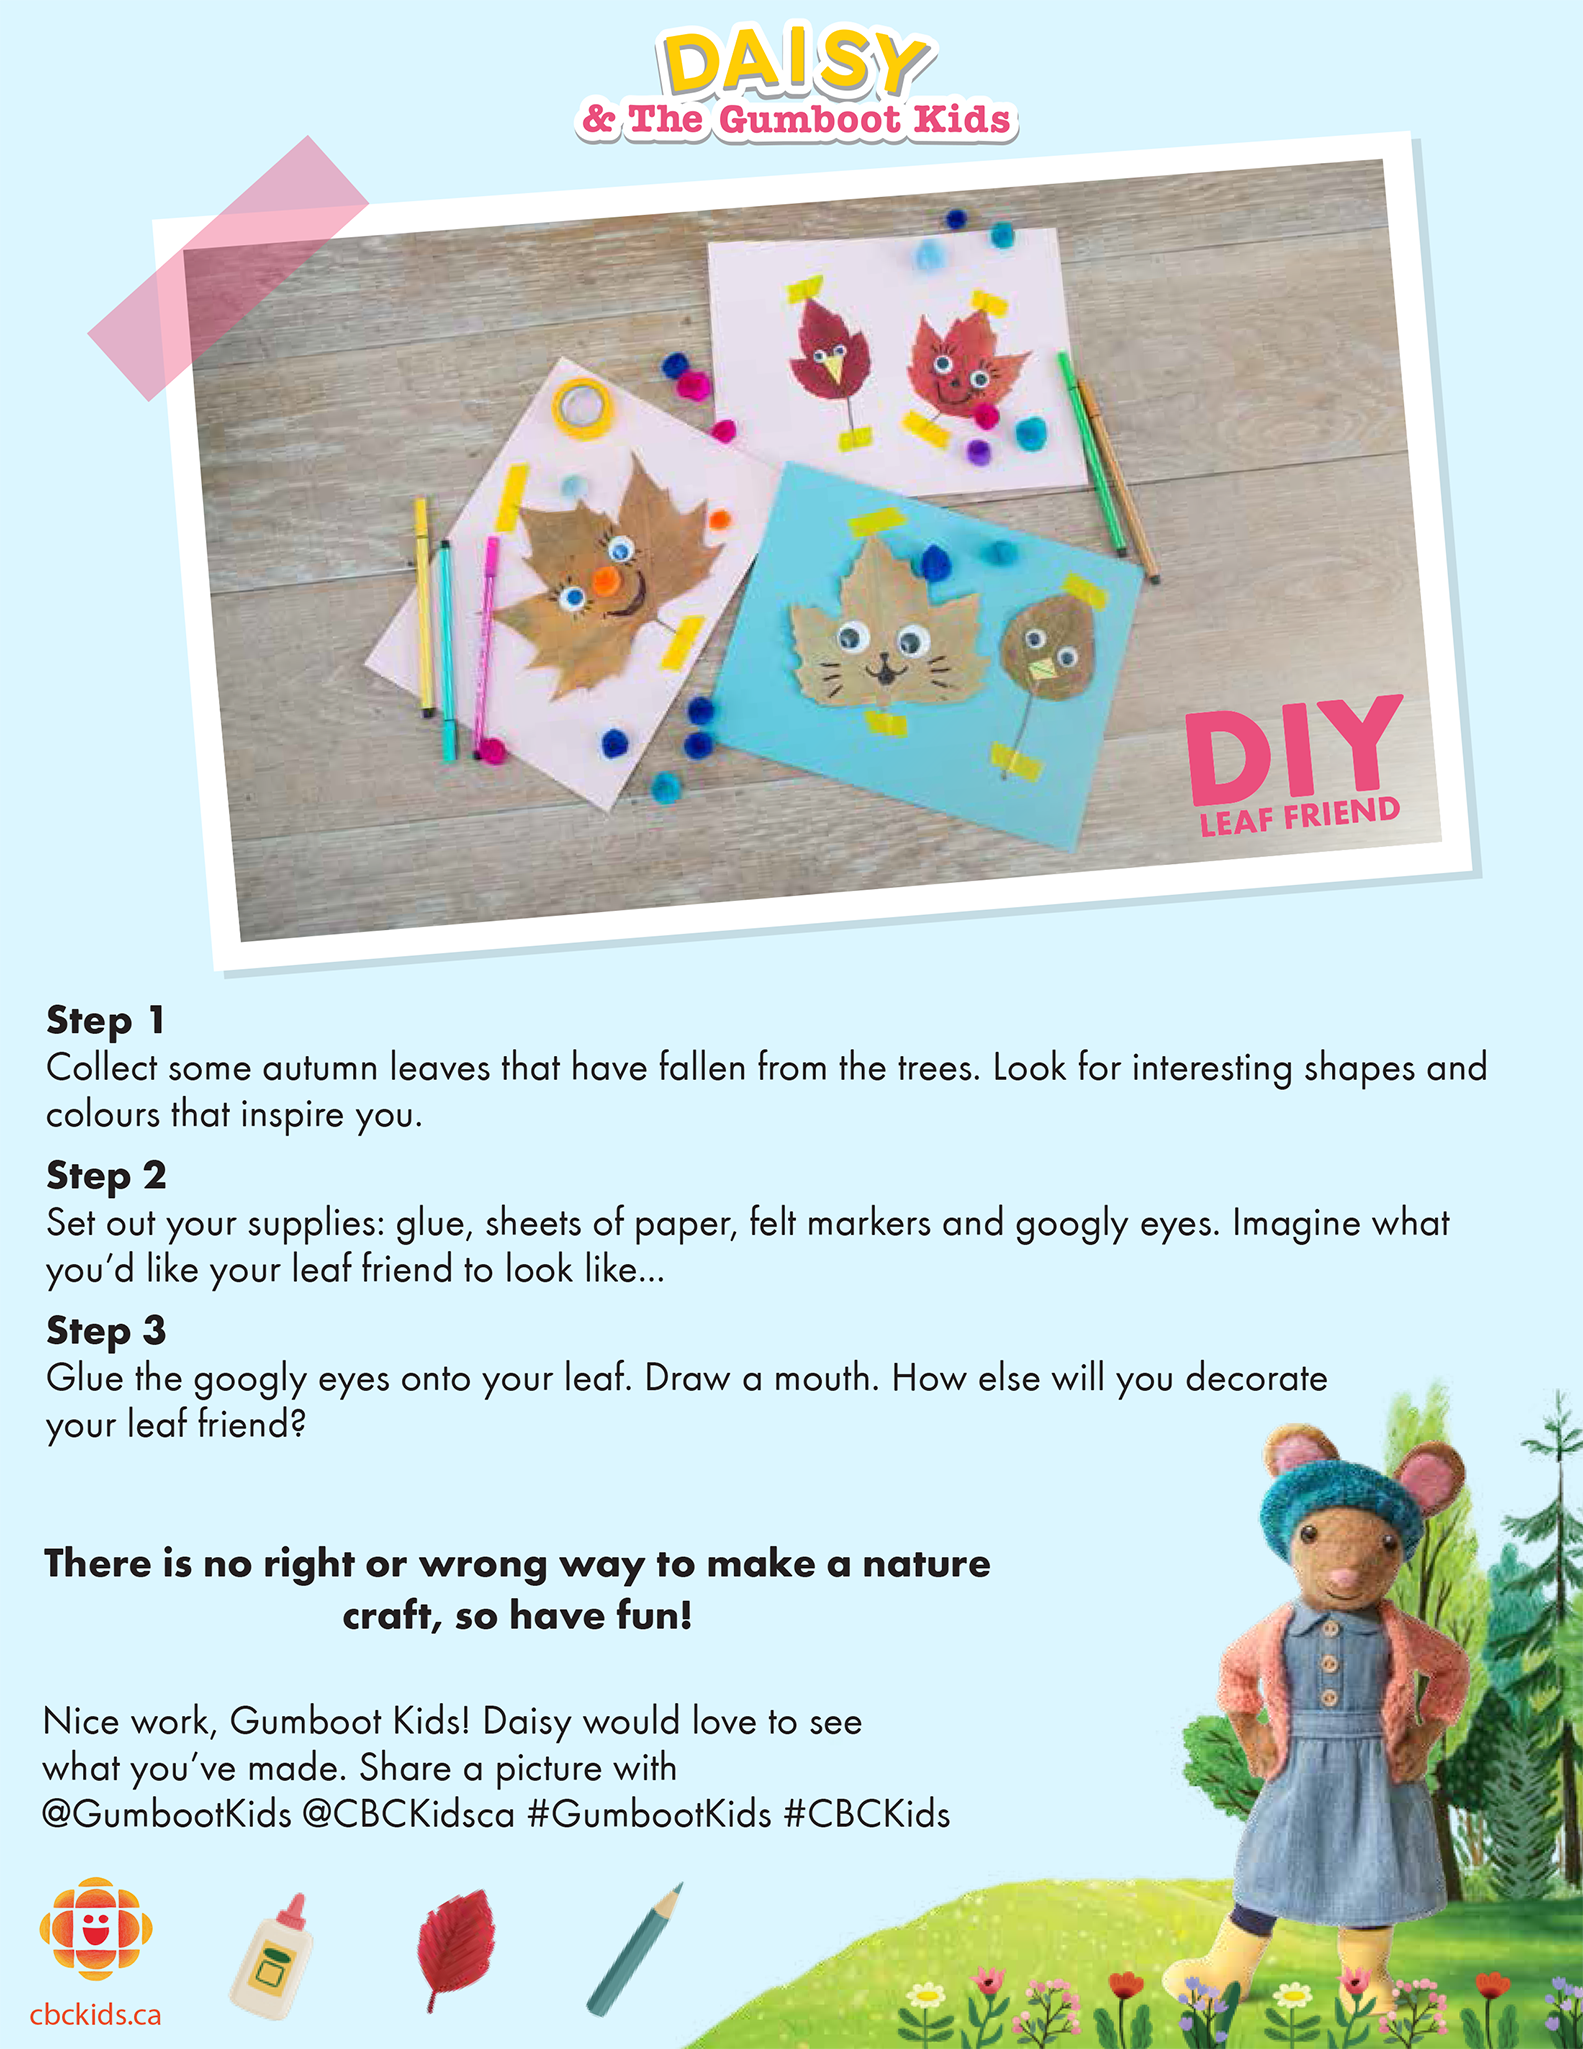 DAISY
& The Gumboot Kids
DIY
LEAF FRIEND
Step 1
Collect some autumn leaves that have fallen from the trees. Look for interesting shapes and
colours that inspire you.
Step 2
Set out your supplies: glue, sheets of paper, felt markers and googly eyes. Imagine what
you’d like your leaf friend to look like...
Step 3
Glue the googly eyes onto your leaf. Draw a mouth. How else will you decorate
your leaf friend?
There is no right or wrong way to make a nature
craft, so have fun!
Nice work, Gumboot Kids! Daisy would love to see
what you’ve made. Share a picture with
@GumbootKids @CBCKidsca #GumbootKids #CBCKids
cbckids.ca